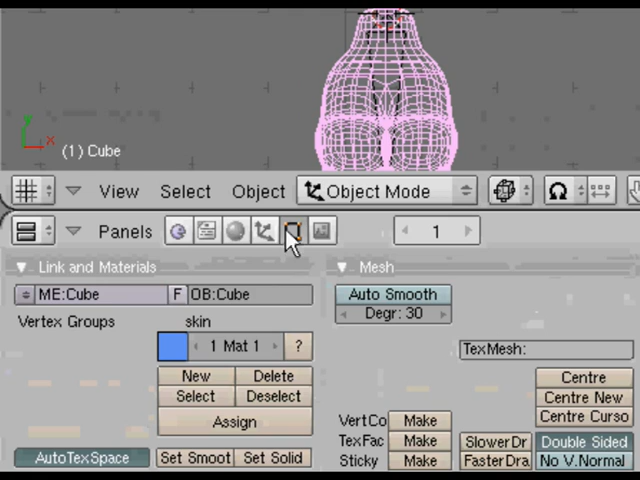 y
x
(1) Cube
View Select Object Object Mode
Panels 1
Link and Materials
Mesh
ME:Cube F OB:Cube
Auto Smooth
Degr: 30
Vertex Groups
skin
1 Mat 1 ?
TexMesh:
New Delete
Select Deselect
Assign
Centre
Centre New
Centre Curso
VertCo Make
TexFac Make
Sticky Make
SlowerDr
FasterDra
Double Sided
No V.Normal
AutoTexSpace
Set Smoot Set Solid